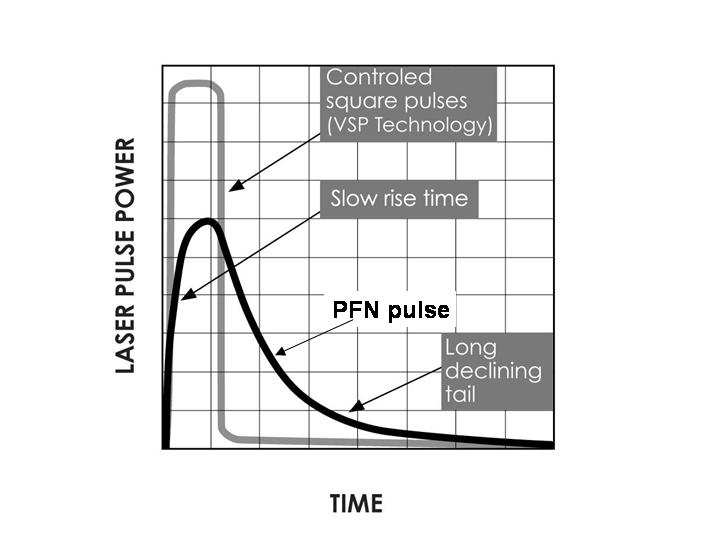 Controled
square pulses
(VSP Technology)
Slow rise time
PFN pulse
Long
declining
tail
LASER PULSE POWER
TIME